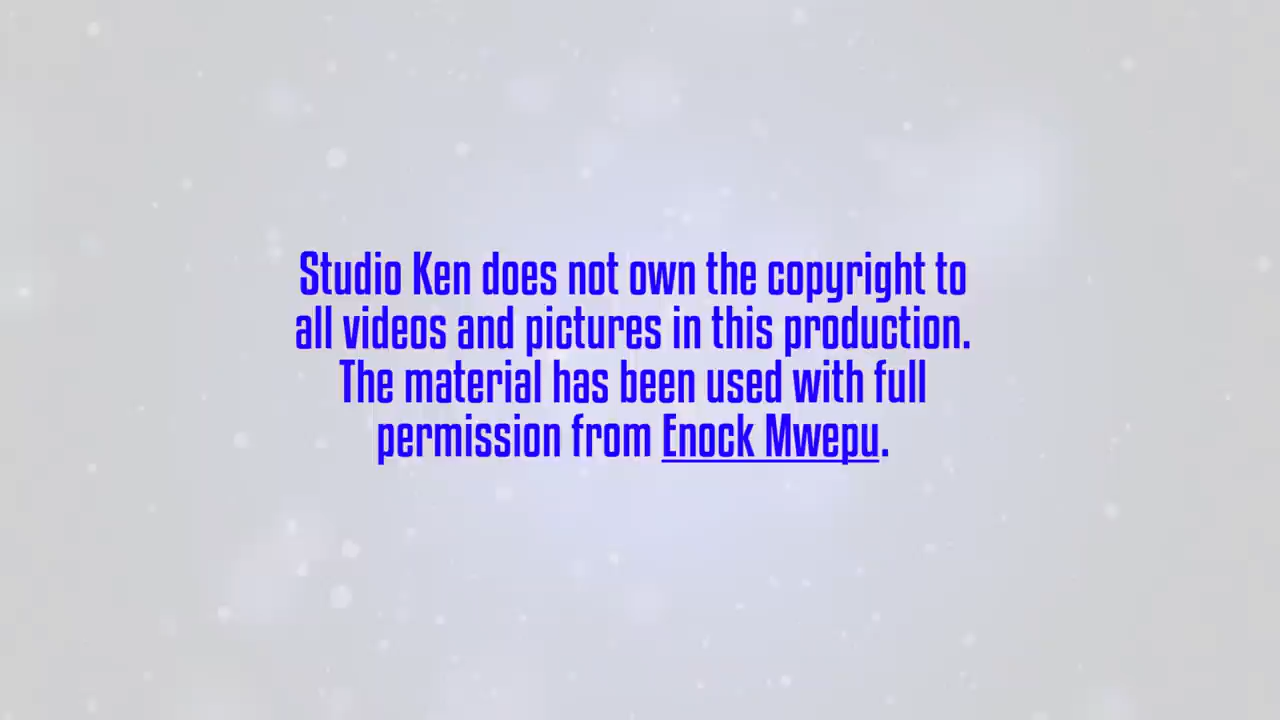 Studio Ken does not own the copyright to
all videos and pictures in this production.
The material has been used with full
permission from Enock Mwepu.